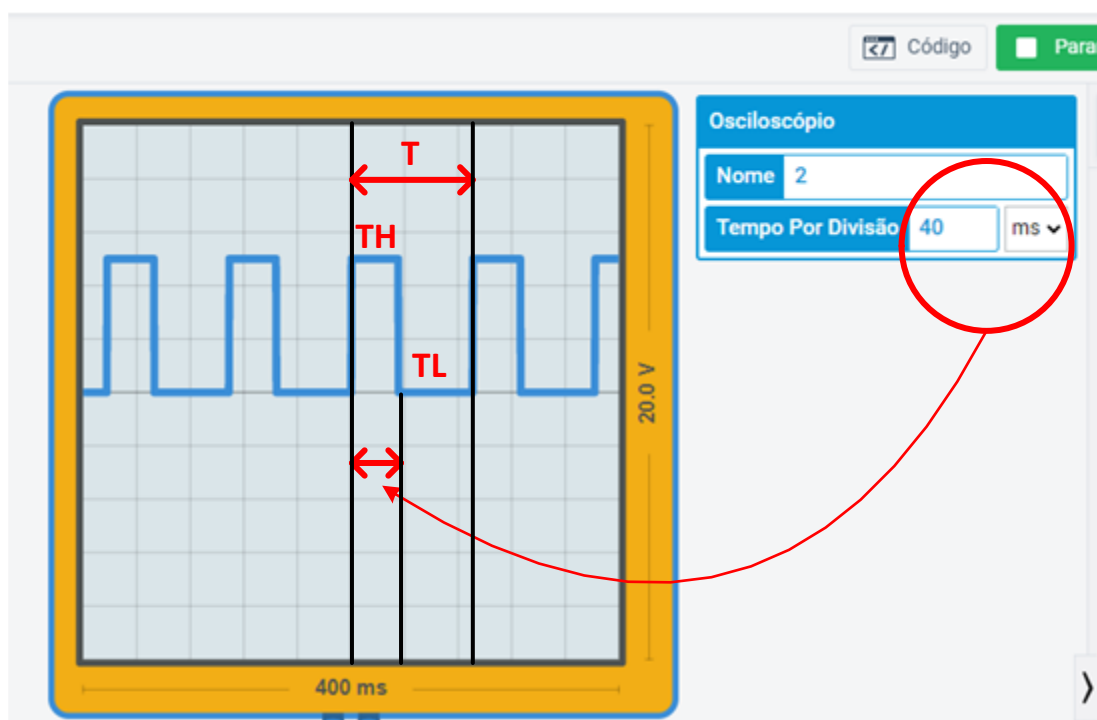 Código
Para
Osciloscópio
Nome 2
Tempo Por Divisão 40 ms
T
TH
TL
20.0 V
400 ms